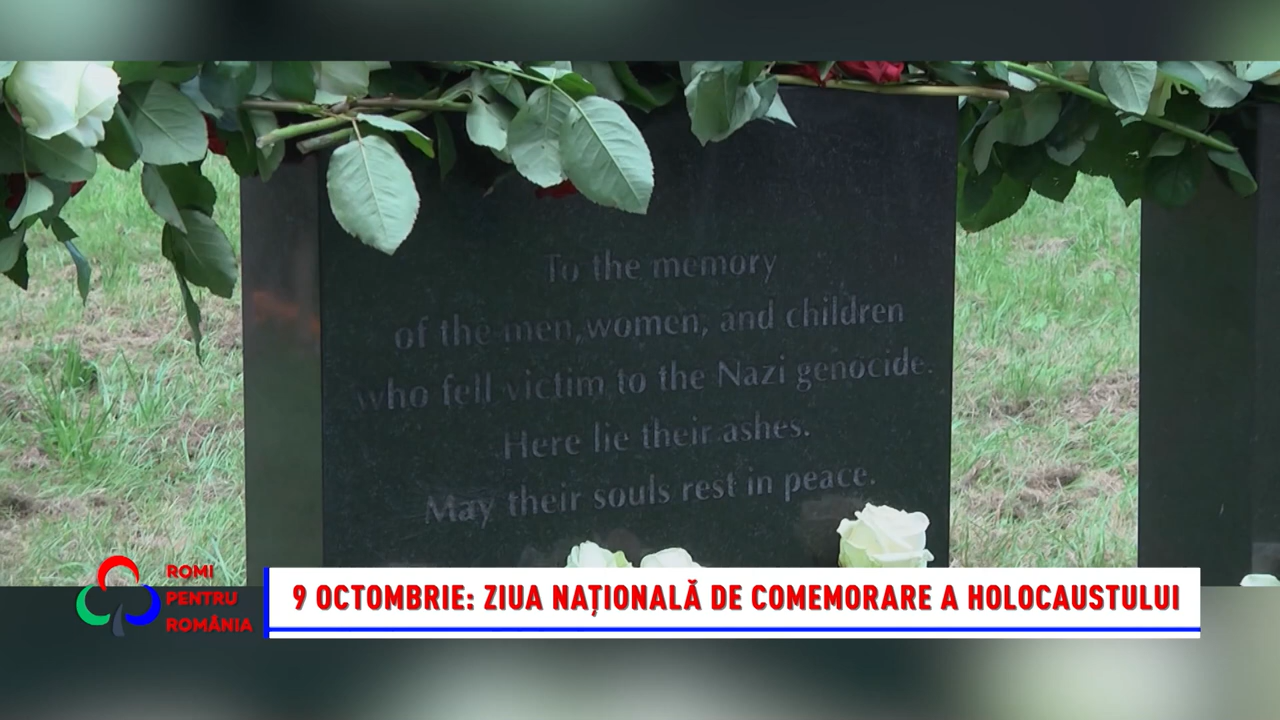 To the memory
of the men, women, and children
who fell victim to the Nazi genocide.
Here lie their ashes.
May their souls rest in peace.
ROMI
PENTRU
ROMÂNIA
9 OCTOMBRIE: ZIUA NAȚIONALĂ DE COMEMORARE A HOLOCAUSTULUI